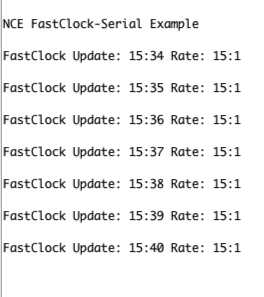 NCE FastClock-Serial Example
FastClock Update: 15:34 Rate: 15:1
FastClock Update: 15:35 Rate: 15:1
FastClock Update: 15:36 Rate: 15:1
FastClock Update: 15:37 Rate: 15:1
FastClock Update: 15:38 Rate: 15:1
FastClock Update: 15:39 Rate: 15:1
FastClock Update: 15:40 Rate: 15:1